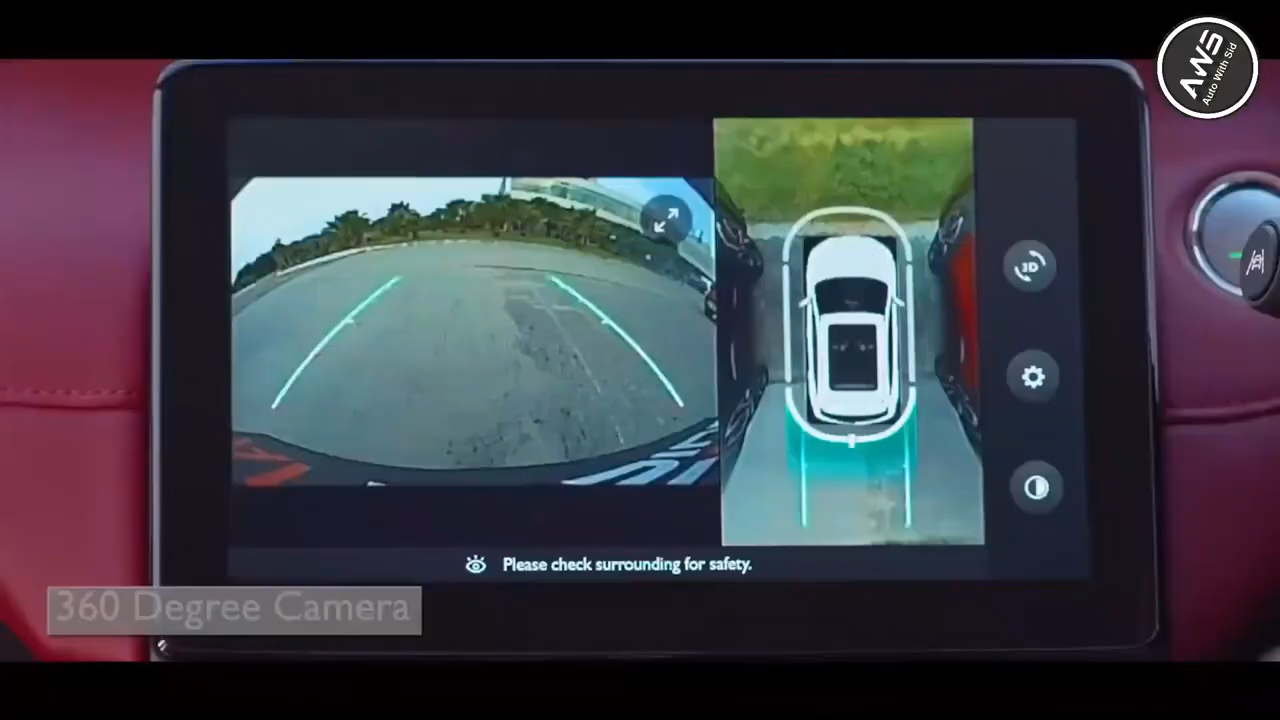 AWS
Auto With Sid
3D
Please check surrounding for safety.
360 Degree Camera